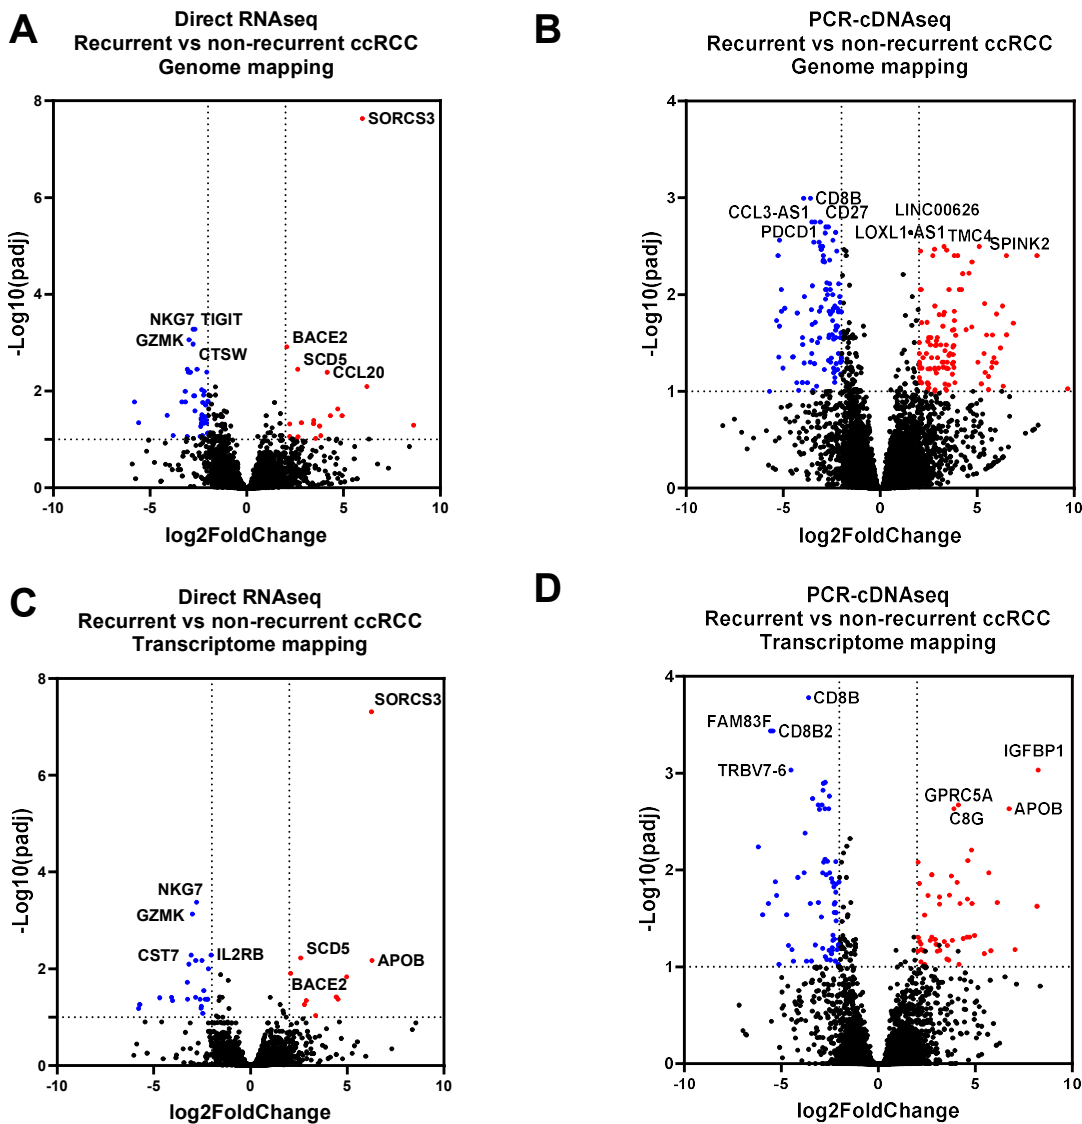 A
Direct RNAseq
Recurrent vs non-recurrent ccRCC
Genome mapping
8
6
4
2
0
-Log10(padj)
SORCS3
NKG7 TIGIT
GZMK
CTSW
BACE2
SCD5
CCL20
-10
-5
0
5
10
log2FoldChange
B
PCR-cDNAseq
Recurrent vs non-recurrent ccRCC
Genome mapping
4
3
2
1
0
-Log10(padj)
CD8B
CCL3-AS1
CD27
PDCD1
LINC00626
LOXL1-AS1
TMC4
SPINK2
-10
-5
0
5
10
log2FoldChange
C
Direct RNAseq
Recurrent vs non-recurrent ccRCC
Transcriptome mapping
8
6
4
2
0
-Log10(padj)
SORCS3
NKG7
GZMK
CST7
IL2RB
SCD5
APOB
BACE2
-10
-5
0
5
10
log2FoldChange
D
PCR-cDNAseq
Recurrent vs non-recurrent ccRCC
Transcriptome mapping
4
3
2
1
0
-Log10(padj)
CD8B
FAM83F
CD8B2
TRBV7-6
IGFBP1
GPRC5A
APOB
C8G
-10
-5
0
5
10
log2FoldChange